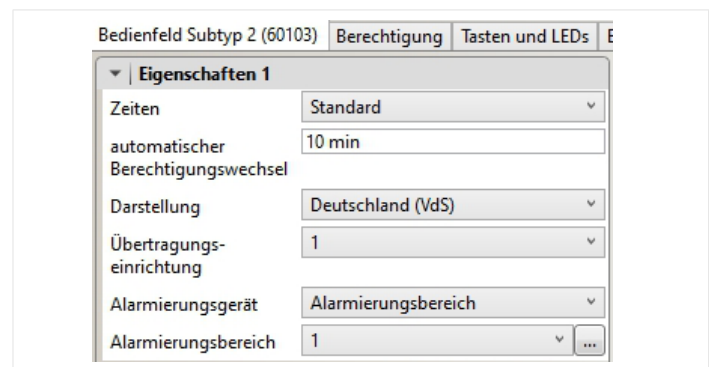 Bedienfeld Subtyp 2 (60103) Berechtigung Tasten und LEDs
Eigenschaften 1
Zeiten Standard
automatischer 10 min
Berechtigungswechsel
Darstellung Deutschland (VdS)
Übertragungs- 1
einrichtung
Alarmierungsgerät Alarmierungsbereich
Alarmierungsbereich 1 ...